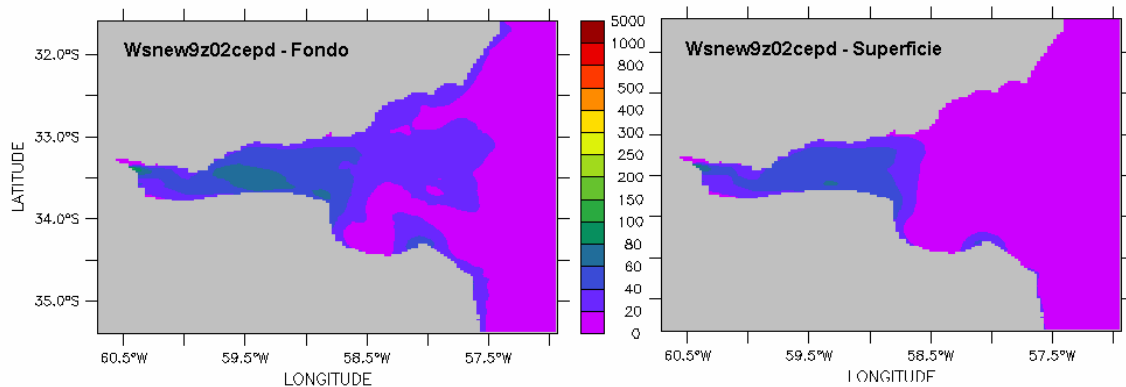 Wsnew9z02cepd - Fondo
32.0°S
33.0°S
34.0°S
35.0°S
LATITUDE
60.5°W 59.5°W 58.5°W 57.5°W
LONGITUDE
5000
1000
800
500
400
300
250
200
150
100
80
60
40
20
0
Wsnew9z02cepd - Superficie
60.5°W 59.5°W 58.5°W 57.5°W
LONGITUDE